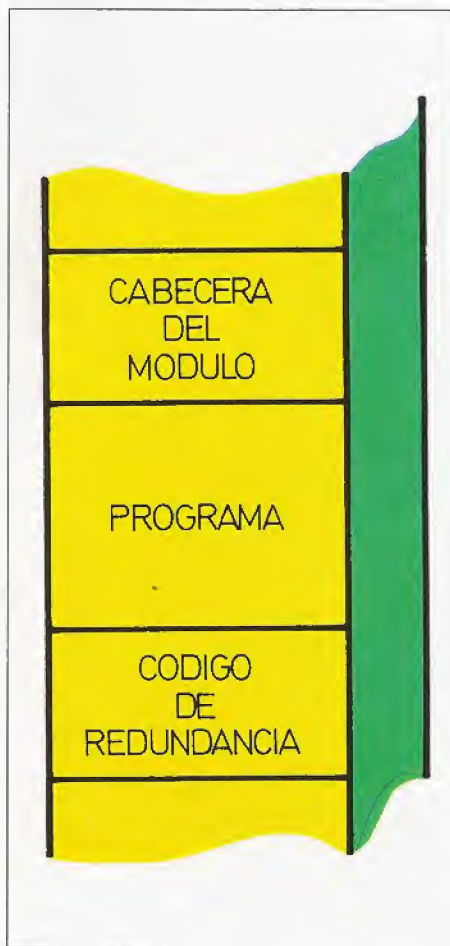 CABECERA
DEL
MODULO
PROGRAMA
CODIGO
DE
REDUNDANCIA